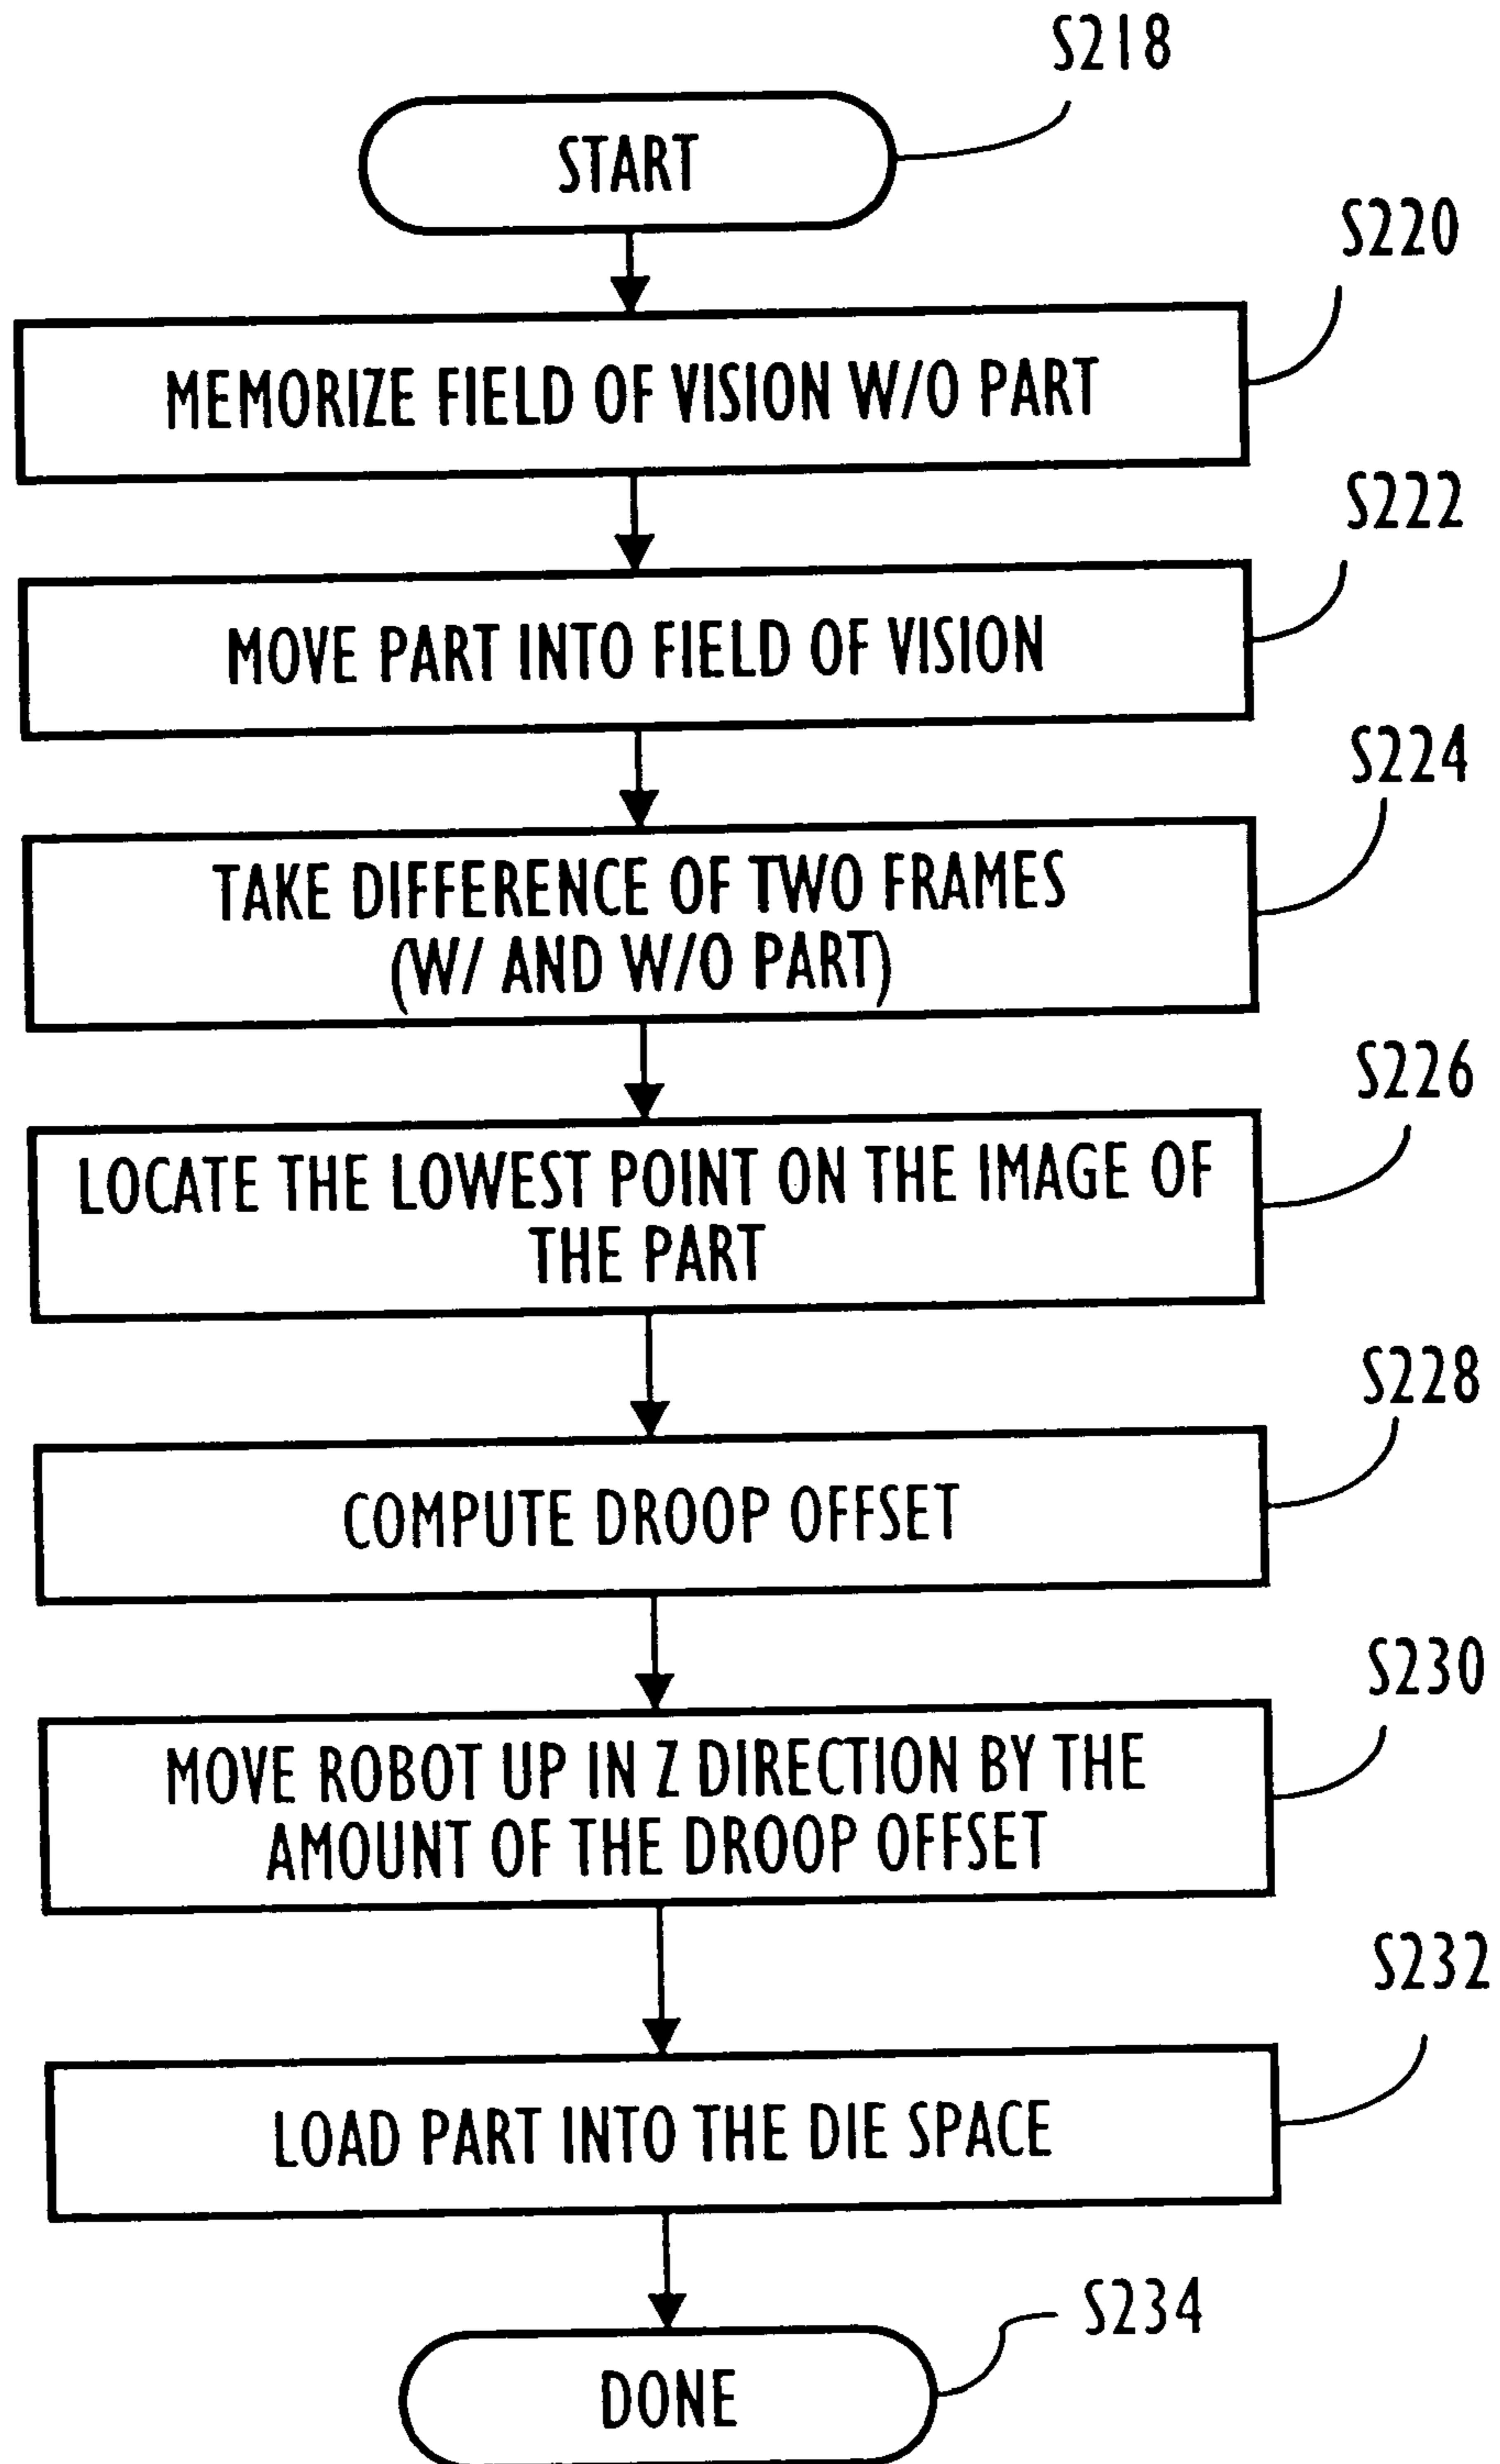 S218
START
S220
MEMORIZE FIELD OF VISION W/O PART
S222
MOVE PART INTO FIELD OF VISION
S224
TAKE DIFFERENCE OF TWO FRAMES
(W/ AND W/O PART)
S226
LOCATE THE LOWEST POINT ON THE IMAGE OF
THE PART
S228
COMPUTE DROOP OFFSET
S230
MOVE ROBOT UP IN Z DIRECTION BY THE
AMOUNT OF THE DROOP OFFSET
S232
LOAD PART INTO THE DIE SPACE
S234
DONE